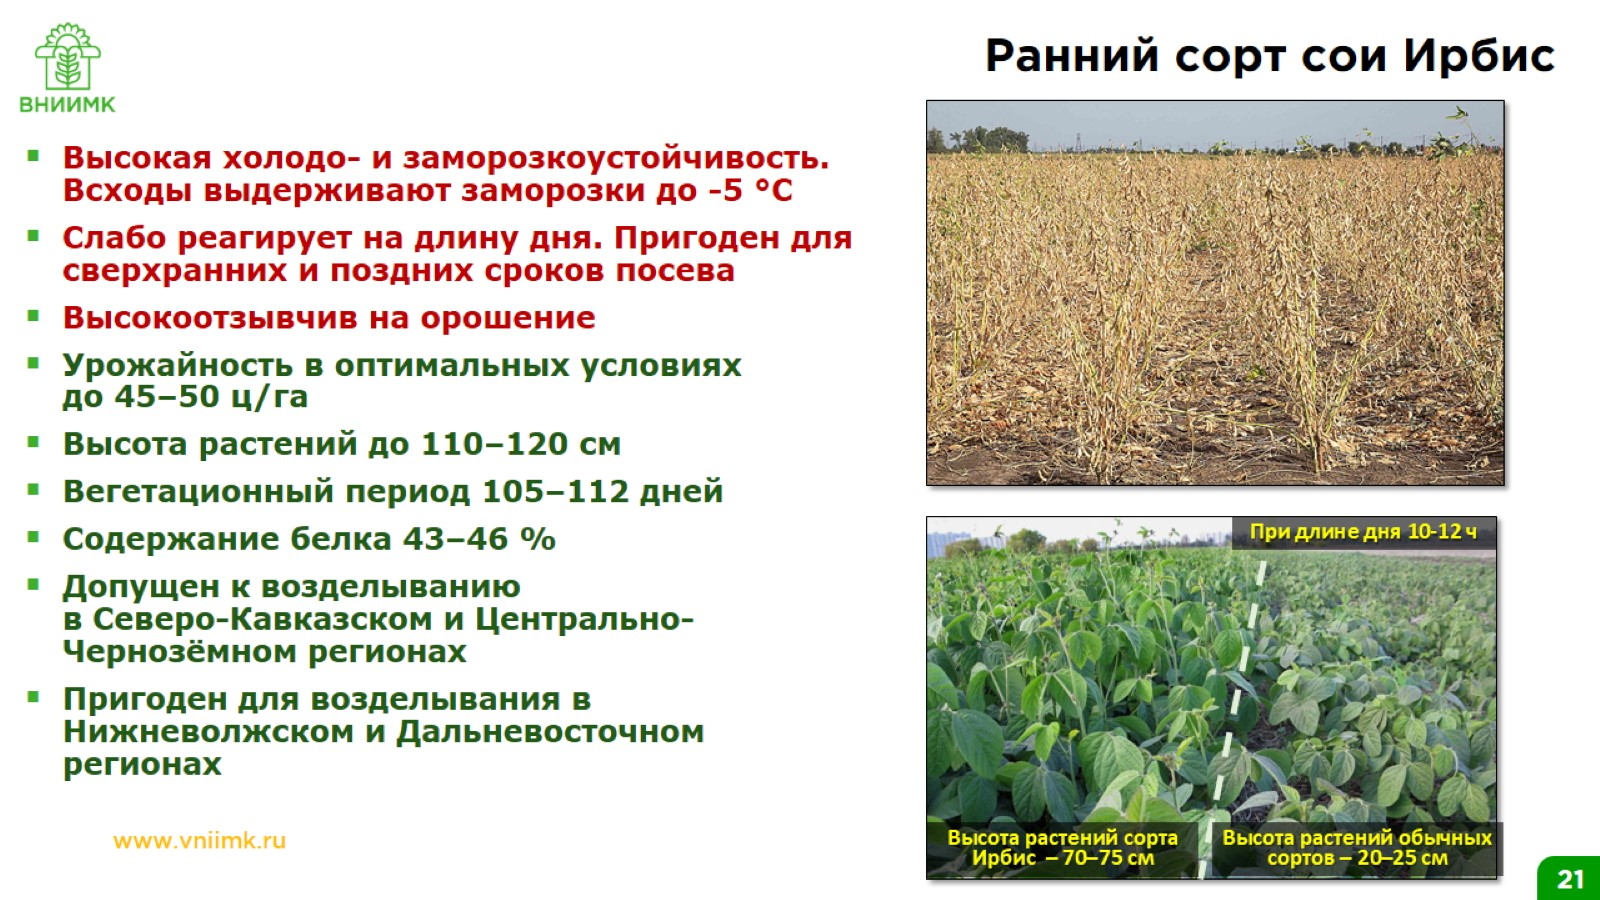 ВНИИМК
Ранний сорт сои Ирбис
Высокая холодо- и заморозкоустойчивость.
Всходы выдерживают заморозки до -5 °С
Слабо реагирует на длину дня. Пригоден для
сверхранних и поздних сроков посева
Высокоотзывчив на орошение
Урожайность в оптимальных условиях
до 45–50 ц/га
Высота растений до 110–120 см
Вегетационный период 105–112 дней
Содержание белка 43–46 %
Допущен к возделыванию
в Северо-Кавказском и Центрально-
Чернозёмном регионах
Пригоден для возделывания в
Нижневолжском и Дальневосточном
регионах
www.vniimk.ru
При длине дня 10-12 ч
Высота растений сорта
Ирбис – 70–75 см
Высота растений обычных
сортов – 20–25 см
21